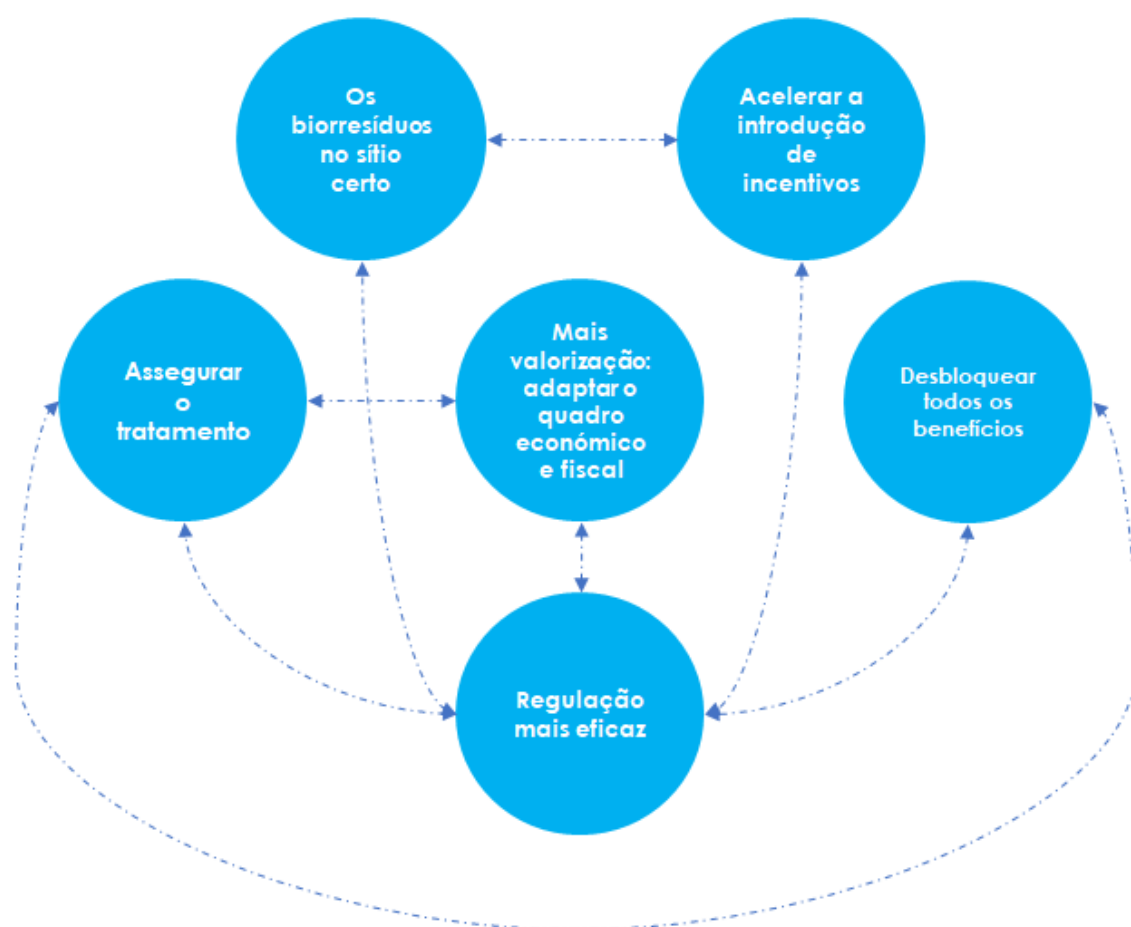 Os
biorresíduos
no sítio
certo
Acelerar a
introdução
de
incentivos
Assegurar
o
tratamento
Mais
valorização:
adaptar o
quadro
económico
e fiscal
Desbloquear
todos os
benefícios
Regulação
mais eficaz